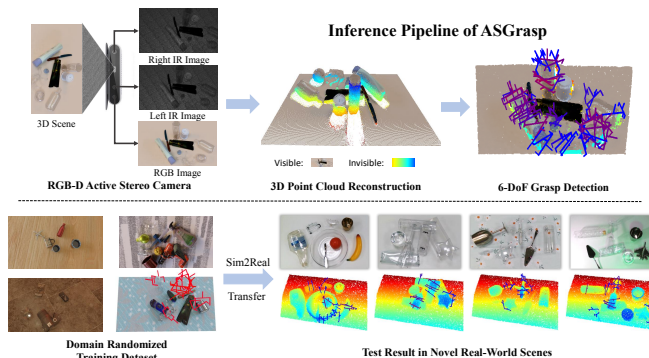 Inference Pipeline of ASGrasp
Right IR Image
Left IR Image
3D Scene
RGB Image
Visible:
Invisible:
RGB-D Active Stereo Camera
3D Point Cloud Reconstruction
6-DoF Grasp Detection
Sim2Real
Transfer
Domain Randomized
Training Dataset
Test Result in Novel Real-World Scenes